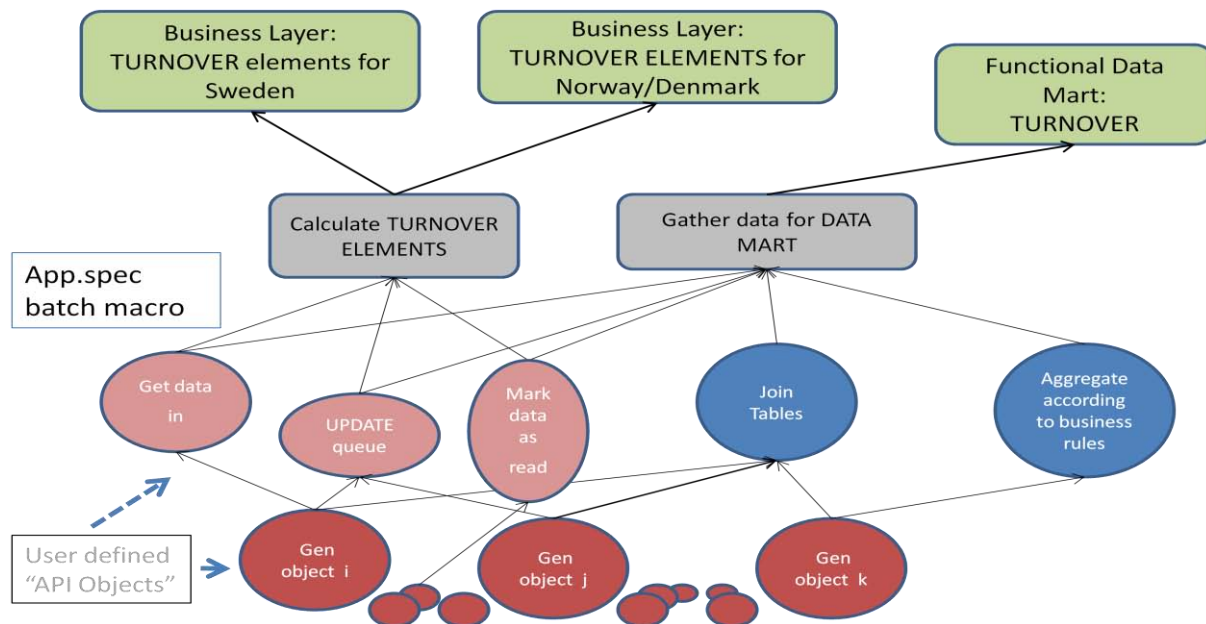 Business Layer:
TURNOVER elements for
Sweden
Business Layer:
TURNOVER ELEMENTS for
Norway/Denmark
Functional Data
Mart:
TURNOVER
Calculate TURNOVER
ELEMENTS
Gather data for DATA
MART
App.spec
batch macro
Get data
in
UPDATE
queue
Mark
data
as
read
Join
Tables
Aggregate
according
to business
rules
User defined
“API Objects”
Gen
object i
Gen
object j
Gen
object k